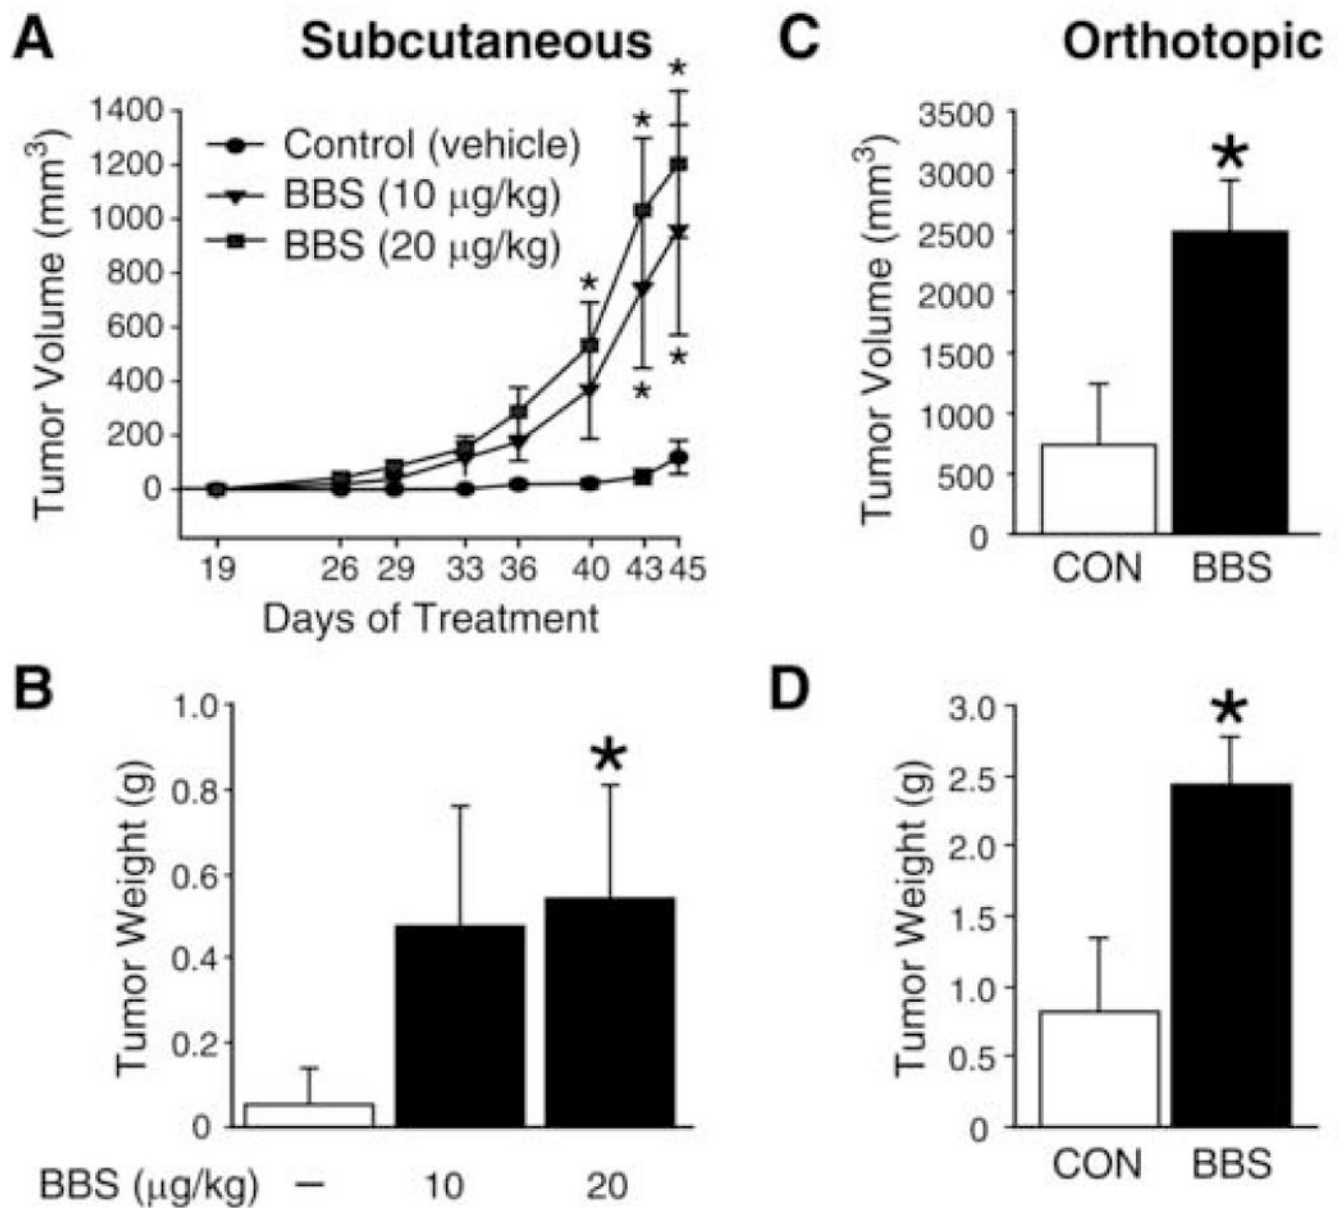 A
Subcutaneous
Tumor Volume (mm³)
1400
1200
1000
800
600
400
200
0
Control (vehicle)
BBS (10 µg/kg)
BBS (20 µg/kg)
*
*
*
*
*
19 26 29 33 36 40 43 45
Days of Treatment
C
Orthotopic
Tumor Volume (mm³)
3500
3000
2500
2000
1500
1000
500
0
*
CON BBS
B
Tumor Weight (g)
1.0
0.8
0.6
0.4
0.2
0
*
BBS (µg/kg) – 10 20
D
Tumor Weight (g)
3.0
2.5
2.0
1.5
1.0
0.5
0
*
CON BBS